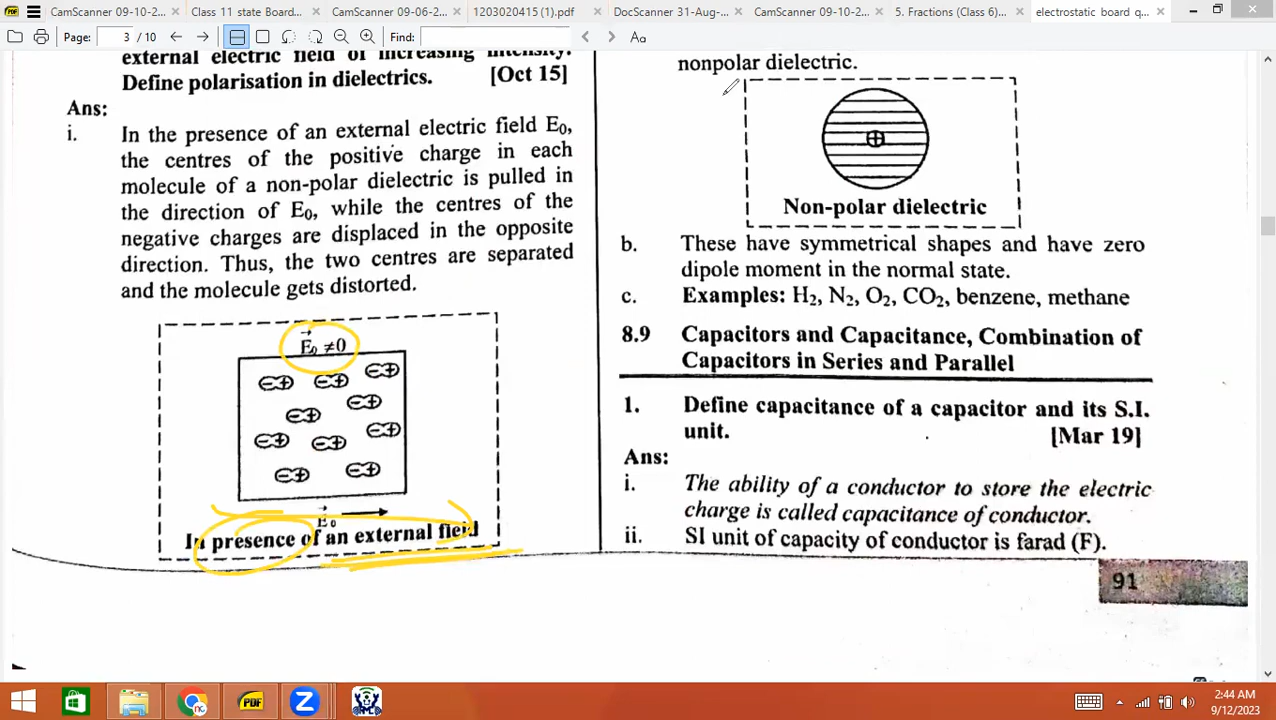 CamScanner 09-10-2...
Class 11 state Board...
CamScanner 09-06-2...
1203020415 (1).pdf
DocScanner 31-Aug-...
CamScanner 09-10-2...
5. Fractions (Class 6)...
electrostatic board q...
Page: 3 / 10
Find:
external electric field of increasing intensity.
Define polarisation in dielectrics. [Oct 15]
Ans:
i. In the presence of an external electric field E₀,
the centres of the positive charge in each
molecule of a non-polar dielectric is pulled in
the direction of E₀, while the centres of the
negative charges are displaced in the opposite
direction. Thus, the two centres are separated
and the molecule gets distorted.
E₀ ≠0
E₀
In presence of an external field
nonpolar dielectric.
Non-polar dielectric
b. These have symmetrical shapes and have zero
dipole moment in the normal state.
c. Examples: H₂, N₂, O₂, CO₂, benzene, methane
8.9 Capacitors and Capacitance, Combination of
Capacitors in Series and Parallel
1. Define capacitance of a capacitor and its S.I.
unit. [Mar 19]
Ans:
i. The ability of a conductor to store the electric
charge is called capacitance of conductor.
ii. SI unit of capacity of conductor is farad (F).
91
PDF
2:44 AM
9/12/2023